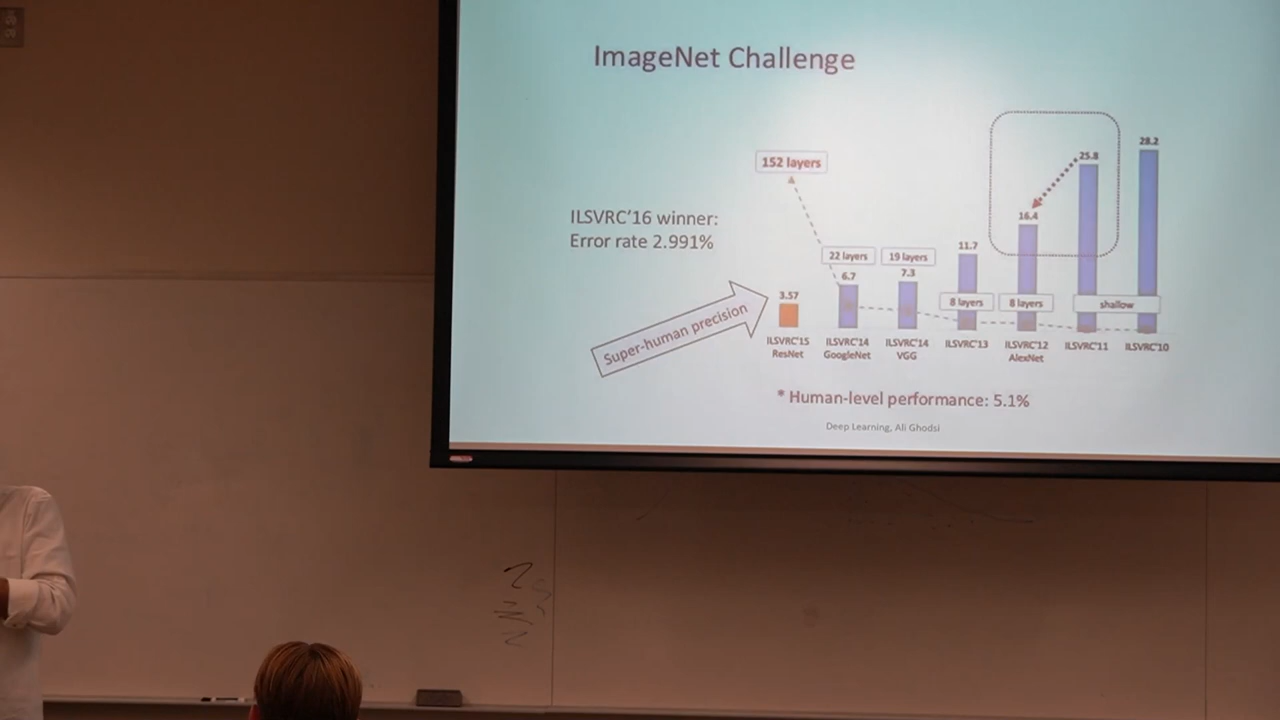 ImageNet Challenge
28.2
25.8
152 layers
16.4
ILSVRC'16 winner:
Error rate 2.991%
11.7
22 layers
19 layers
6.7
7.3
3.57
8 layers
8 layers
shallow
Super-human precision
ILSVRC'15
ResNet
ILSVRC'14
GoogleNet
ILSVRC'14
VGG
ILSVRC'13
ILSVRC'12
AlexNet
ILSVRC'11
ILSVRC'10
* Human-level performance: 5.1%
Deep Learning, Ali Ghodsi